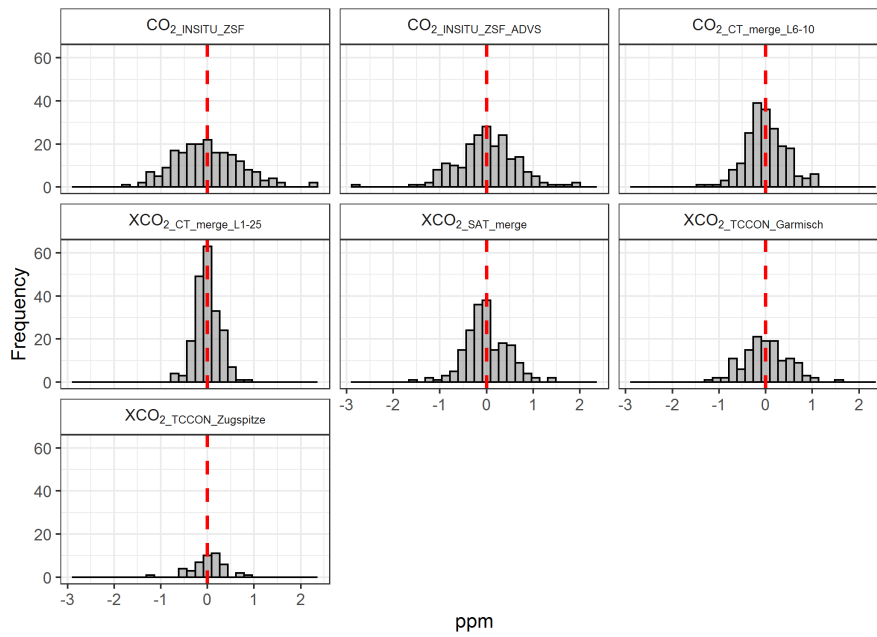 CO2_INSITU_ZSF
CO2_INSITU_ZSF_ADVS
CO2_CT_merge_L6-10
60
40
20
0
XCO2_CT_merge_L1-25
XCO2_SAT_merge
XCO2_TCCON_Garmisch
60
40
20
0
-3 -2 -1 0 1 2
-3 -2 -1 0 1 2
XCO2_TCCON_Zugspitze
60
40
20
0
-3 -2 -1 0 1 2
Frequency
ppm